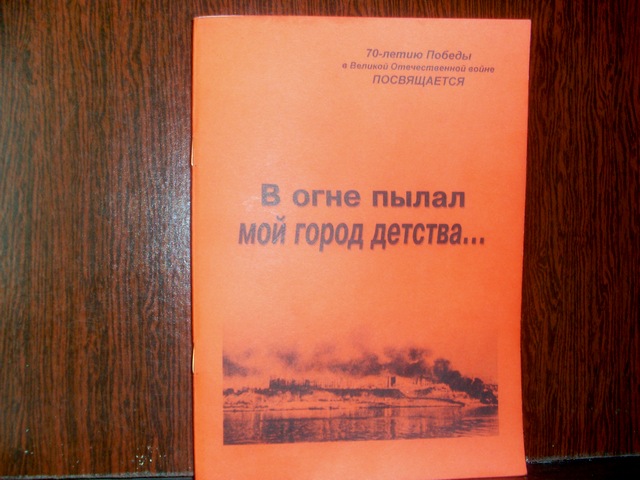 70-летию Победы
в Великой Отечественной войне
ПОСВЯЩАЕТСЯ
В огне пылал
мой город детства...